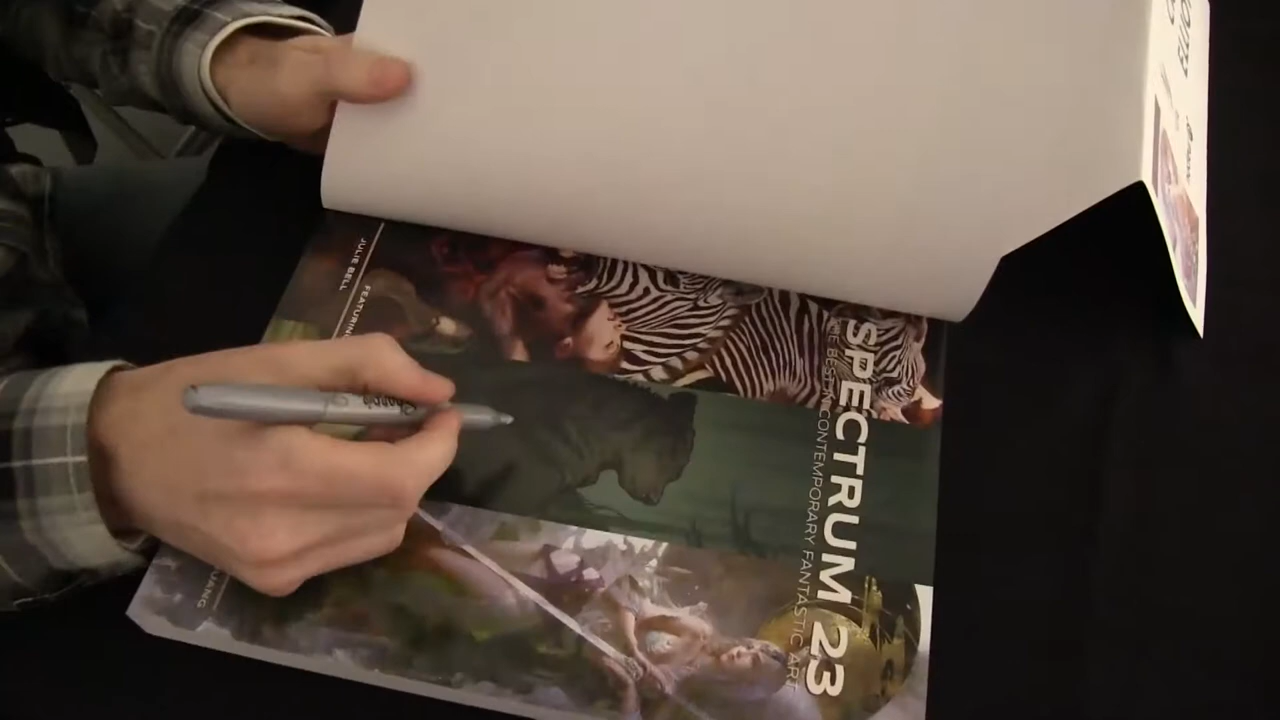 SPECTRUM 23
THE BEST IN CONTEMPORARY FANTASTIC ART
FEATURING
JULIE BELL
Sharpie